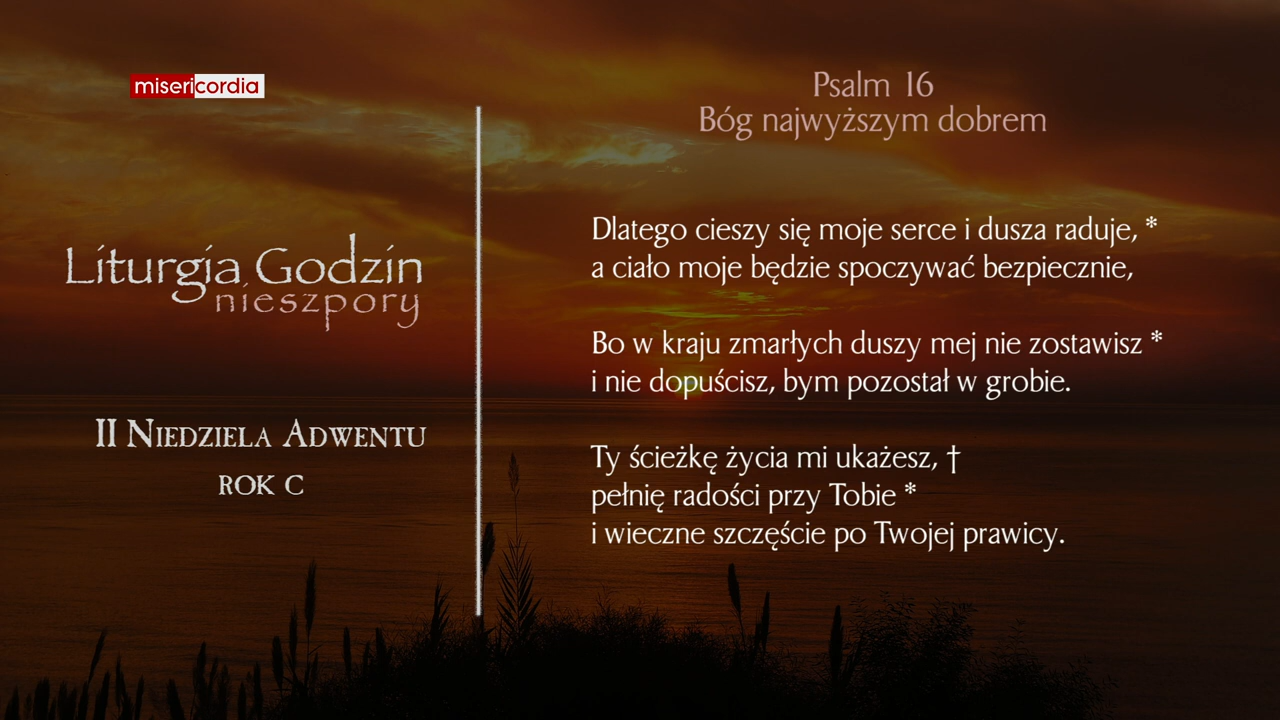 misericordia
Liturgia Godzin
nieszpory
II Niedziela Adwentu
rok C
Psalm 16
Bóg najwyższym dobrem
Dlatego cieszy się moje serce i dusza raduje, *
a ciało moje będzie spoczywać bezpiecznie,
Bo w kraju zmarłych duszy mej nie zostawisz *
i nie dopuścisz, bym pozostał w grobie.
Ty ścieżkę życia mi ukażesz, †
pełnię radości przy Tobie *
i wieczne szczęście po Twojej prawicy.